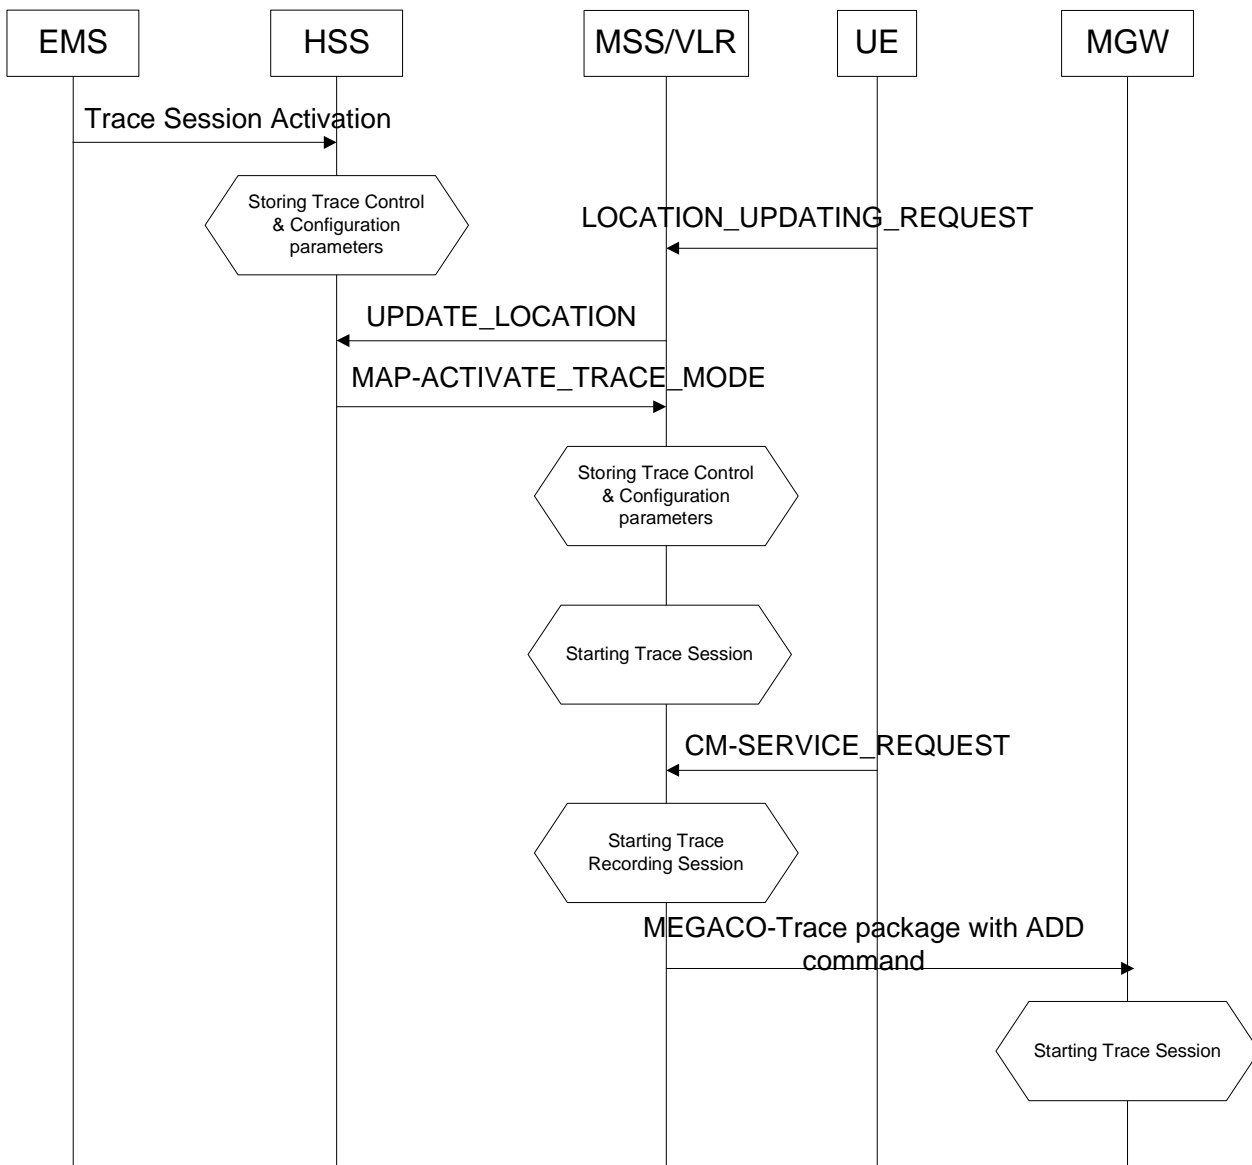 EMS
HSS
MSS/VLR
UE
MGW
Trace Session Activation
Storing Trace Control
& Configuration
parameters
LOCATION_UPDATING_REQUEST
UPDATE_LOCATION
MAP-ACTIVATE_TRACE_MODE
Storing Trace Control
& Configuration
parameters
Starting Trace Session
CM-SERVICE_REQUEST
Starting Trace
Recording Session
MEGACO-Trace package with ADD
command
Starting Trace Session